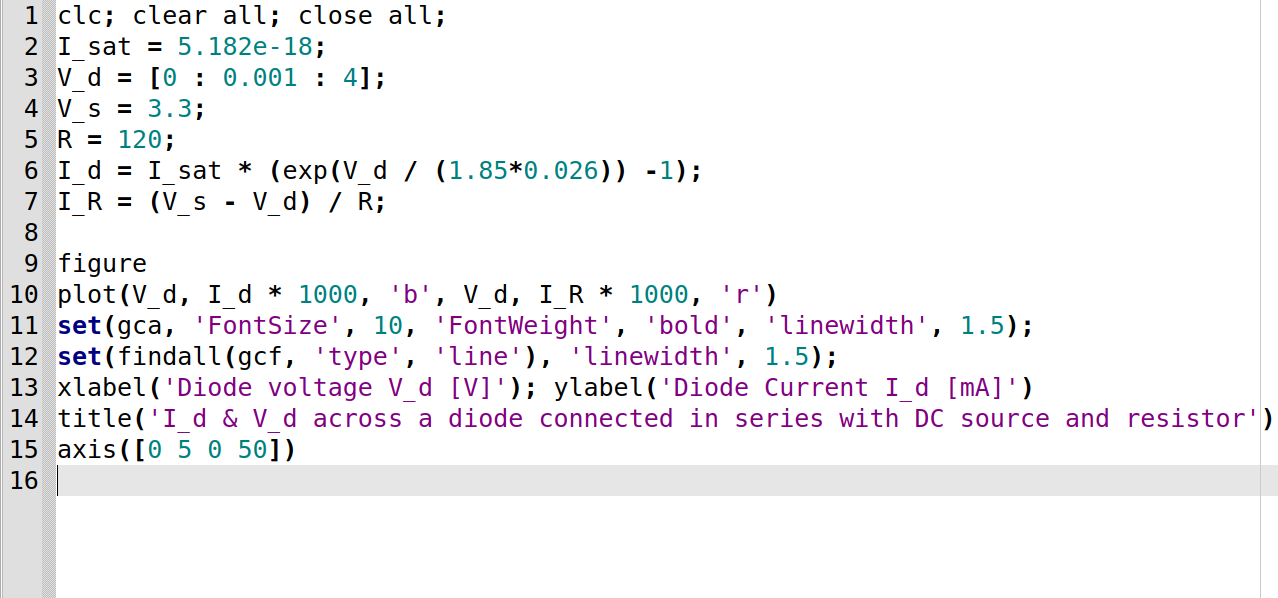 1 clc; clear all; close all;
2 I_sat = 5.182e-18;
3 V_d = [0 : 0.001 : 4];
4 V_s = 3.3;
5 R = 120;
6 I_d = I_sat * (exp(V_d / (1.85*0.026)) -1);
7 I_R = (V_s - V_d) / R;
8
9 figure
10 plot(V_d, I_d * 1000, 'b', V_d, I_R * 1000, 'r')
11 set(gca, 'FontSize', 10, 'FontWeight', 'bold', 'linewidth', 1.5);
12 set(findall(gcf, 'type', 'line'), 'linewidth', 1.5);
13 xlabel('Diode voltage V_d [V]'); ylabel('Diode Current I_d [mA]')
14 title('I_d & V_d across a diode connected in series with DC source and resistor')
15 axis([0 5 0 50])
16